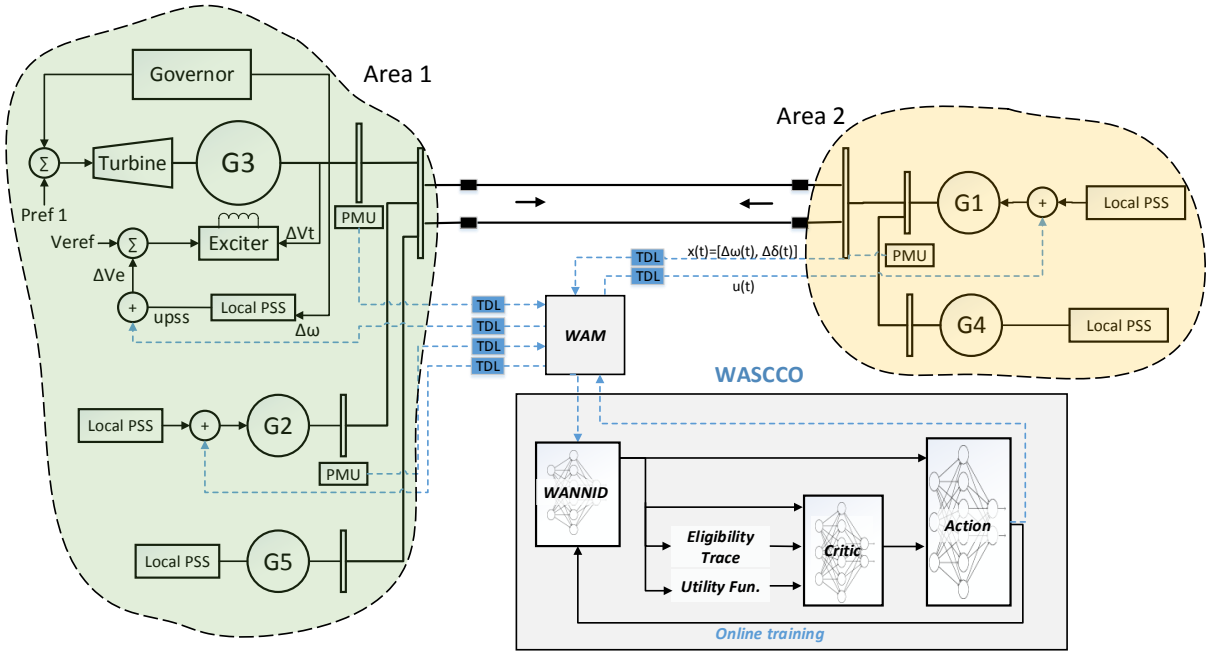 Governor
Area 1
Area 2
Turbine
G3
∑
Pref 1
PMU
Veref
∑
Exciter
ΔVt
ΔVe
+
upss
Local PSS
Δω
G1
+
Local PSS
PMU
TDL
x(t)=[Δω(t), Δδ(t)]
TDL
u(t)
TDL
TDL
TDL
TDL
WAM
G4
Local PSS
WASCCO
Local PSS
+
G2
PMU
Local PSS
G5
WANNID
Eligibility
Trace
Utility Fun.
Critic
Action
Online training